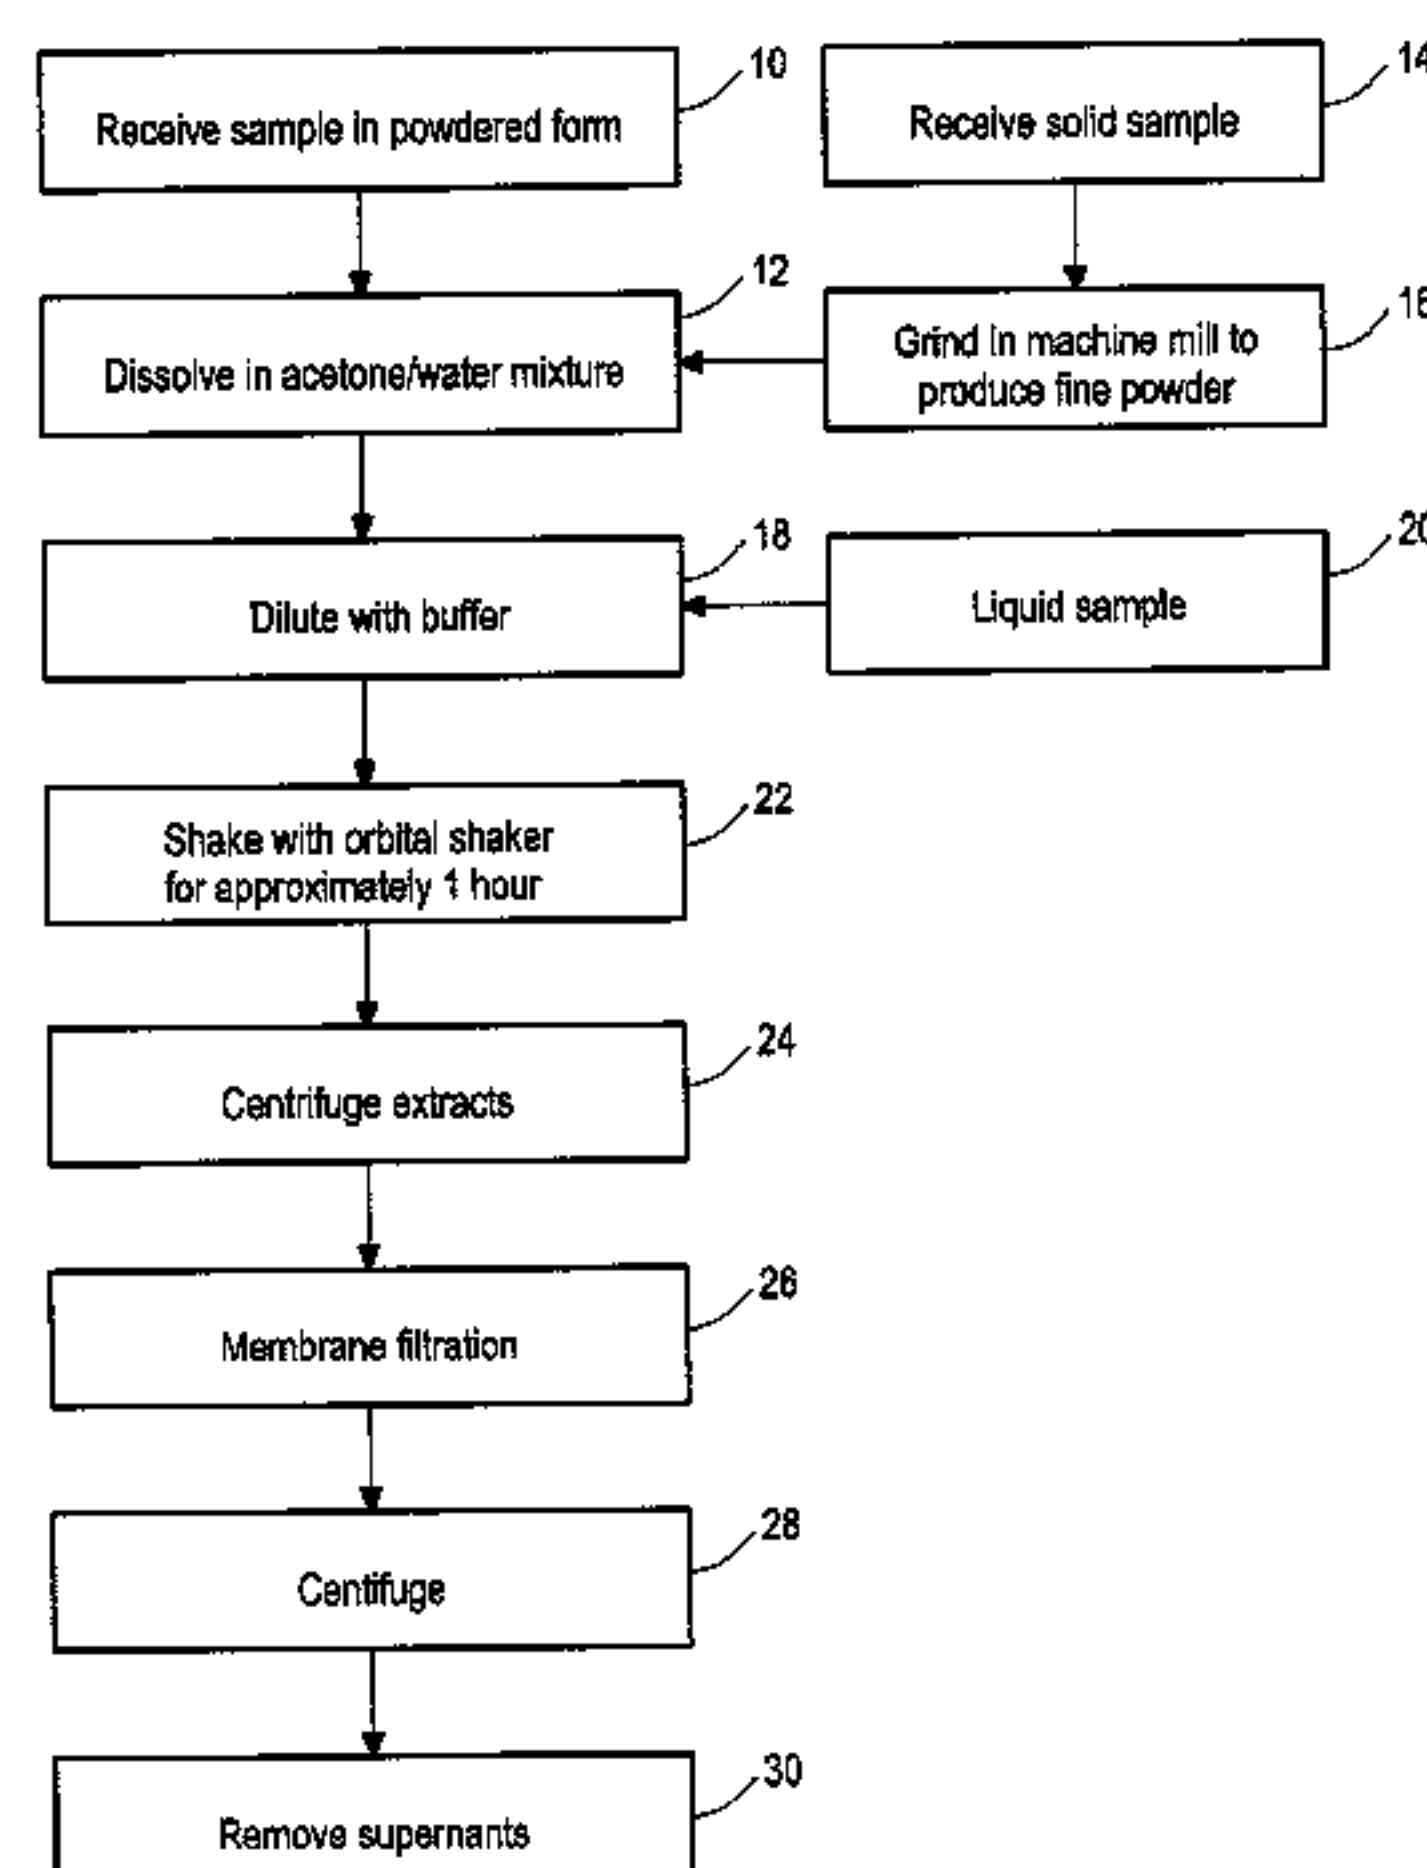 Receive sample in powdered form
10
Receive solid sample
14
Dissolve in acetone/water mixture
12
Grind in machine mill to
produce fine powder
16
Dilute with buffer
18
Liquid sample
20
Shake with orbital shaker
for approximately 1 hour
22
Centrifuge extracts
24
Membrane filtration
26
Centifuge
28
Remove supernants
30